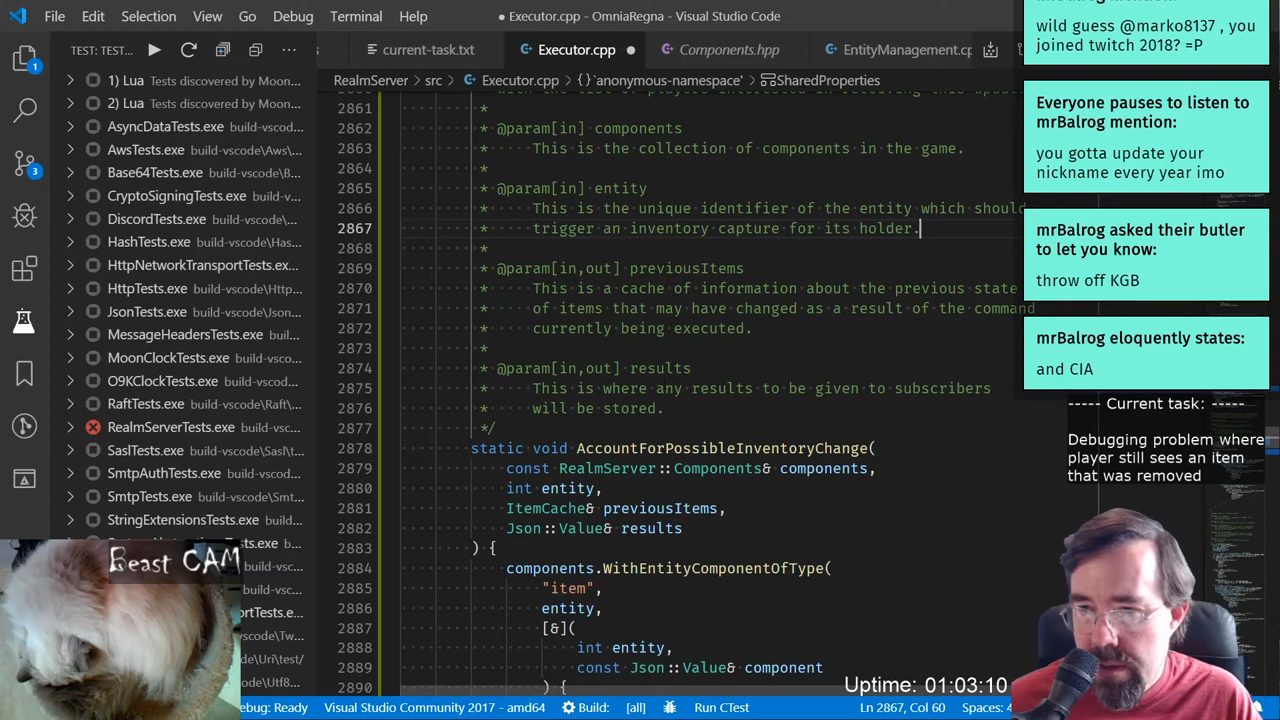 File Edit Selection View Go Debug Terminal Help
● Executor.cpp - OmniaRegna - Visual Studio Code
TEST: TEST...
current-task.txt
Executor.cpp
Components.hpp
EntityManagement.cp
RealmServer > src > Executor.cpp > {} `anonymous-namespace' > SharedProperties
1) Lua Tests discovered by Moon...
2) Lua Tests discovered by Moon...
AsyncDataTests.exe build-vsco...
AwsTests.exe build-vscode\Aws\...
Base64Tests.exe build-vscode\E...
CryptoSigningTests.exe build-v...
DiscordTests.exe build-vscode\...
HashTests.exe build-vscode\Has...
HttpNetworkTransportTests.exe ...
HttpTests.exe build-vscode\Http...
JsonTests.exe build-vscode\Json...
MessageHeadersTests.exe build...
MoonClockTests.exe build-vsco...
O9KClockTests.exe build-vscod...
RaftTests.exe build-vscode\Raft\...
RealmServerTests.exe build-vsc...
SaslTests.exe build-vscode\Sasl\t...
SmtpAuthTests.exe build-vscod...
SmtpTests.exe build-vscode\Smt...
StringExtensionsTests.exe build...
2861 *
2862 * @param[in] components
2863 * This is the collection of components in the game.
2864 *
2865 * @param[in] entity
2866 * This is the unique identifier of the entity which should
2867 * trigger an inventory capture for its holder.
2868 *
2869 * @param[in,out] previousItems
2870 * This is a cache of information about the previous state
2871 * of items that may have changed as a result of the command
2872 * currently being executed.
2873 *
2874 * @param[in,out] results
2875 * This is where any results to be given to subscribers
2876 * will be stored.
2877 */
2878 static void AccountForPossibleInventoryChange(
2879 const RealmServer::Components& components,
2880 int entity,
2881 ItemCache& previousItems,
2882 Json::Value& results
2883 ) {
2884 components.WithEntityComponentOfType(
2885 "item",
2886 entity,
2887 [&](
2888 int entity,
2889 const Json::Value& component
2890 ) {
wild guess @marko8137 , you
joined twitch 2018? =P
Everyone pauses to listen to
mrBalrog mention:
you gotta update your
nickname every year imo
mrBalrog asked their butler
to let you know:
throw off KGB
mrBalrog eloquently states:
and CIA
----- Current task: -----
Debugging problem where
player still sees an item
that was removed
Beast CAM
Uptime: 01:03:10
Debug: Ready
Visual Studio Community 2017 - amd64
Build: [all]
Run CTest
Ln 2867, Col 60
Spaces: 4